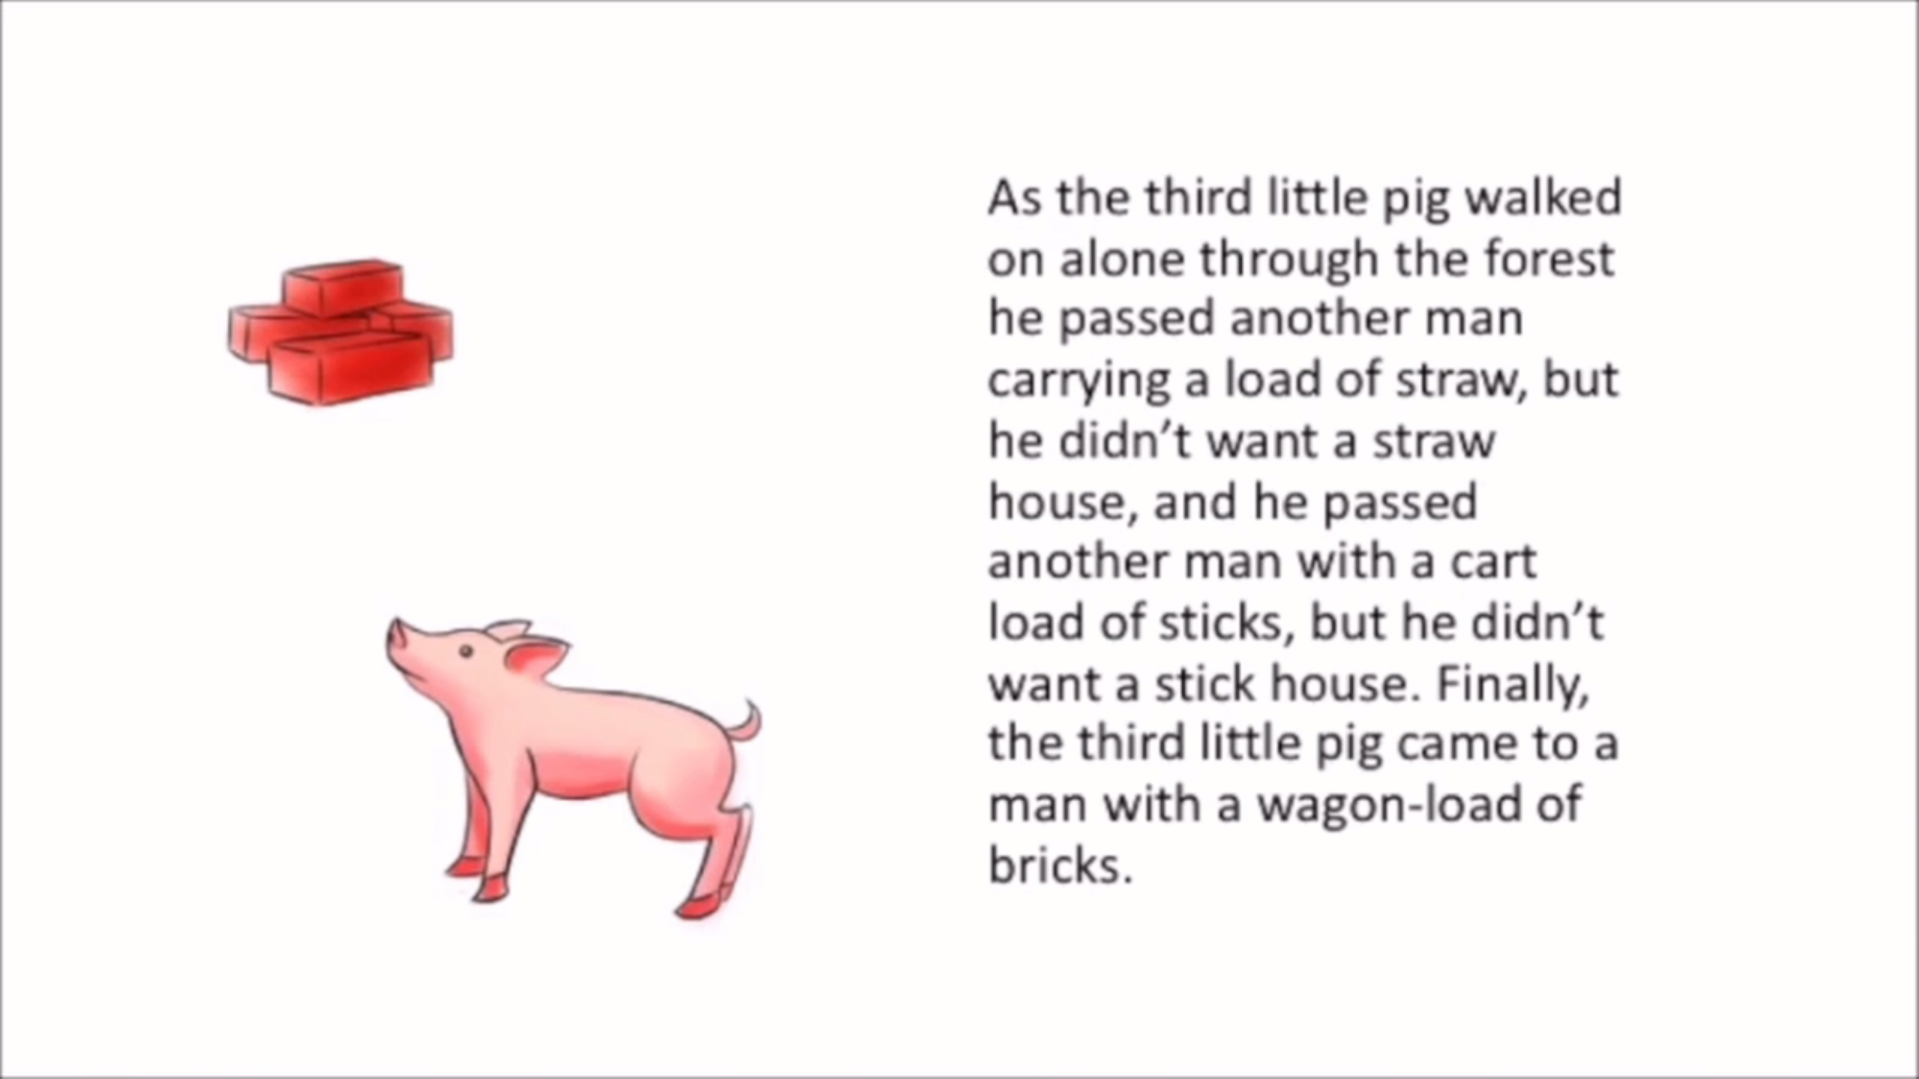 As the third little pig walked
on alone through the forest
he passed another man
carrying a load of straw, but
he didn’t want a straw
house, and he passed
another man with a cart
load of sticks, but he didn’t
want a stick house. Finally,
the third little pig came to a
man with a wagon-load of
bricks.